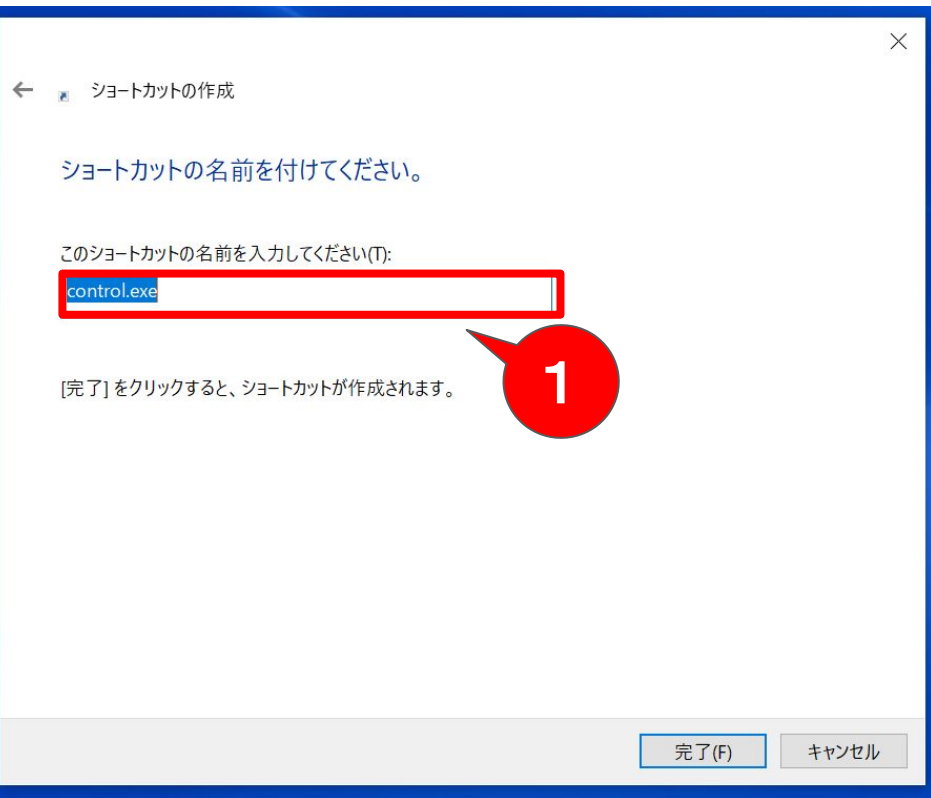 ショートカットの作成
ショートカットの名前を付けてください。
このショートカットの名前を入力してください(T):
control.exe
1
[完了] をクリックすると、ショートカットが作成されます。
完了(F)
キャンセル